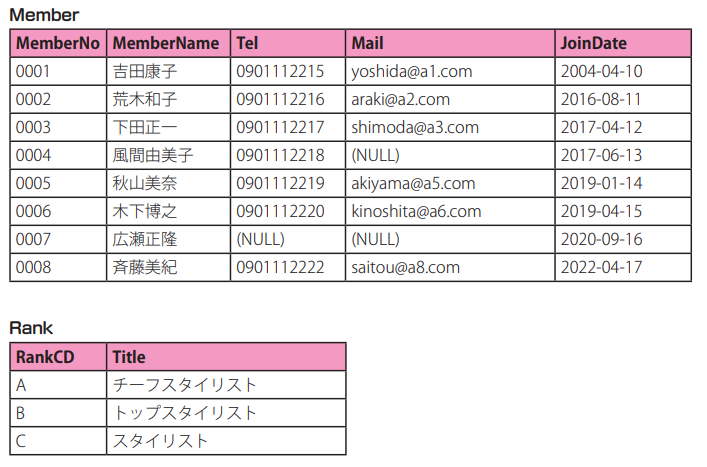 Member
MemberNo MemberName Tel Mail JoinDate
0001 吉田康子 0901112215 yoshida@a1.com 2004-04-10
0002 荒木和子 0901112216 araki@a2.com 2016-08-11
0003 下田正一 0901112217 shimoda@a3.com 2017-04-12
0004 風間由美子 0901112218 (NULL) 2017-06-13
0005 秋山美奈 0901112219 akiyama@a5.com 2019-01-14
0006 木下博之 0901112220 kinoshita@a6.com 2019-04-15
0007 広瀬正隆 (NULL) (NULL) 2020-09-16
0008 斉藤美紀 0901112222 saitou@a8.com 2022-04-17
Rank
RankCD Title
A チーフスタイリスト
B トップスタイリスト
C スタイリスト